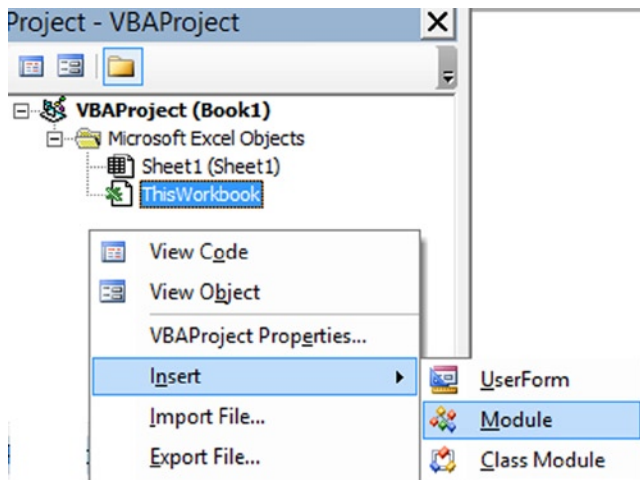 Project - VBAProject
VBAProject (Book1)
Microsoft Excel Objects
Sheet1 (Sheet1)
ThisWorkbook
View Code
View Object
VBAProject Properties...
Insert
UserForm
Import File...
Module
Export File...
Class Module